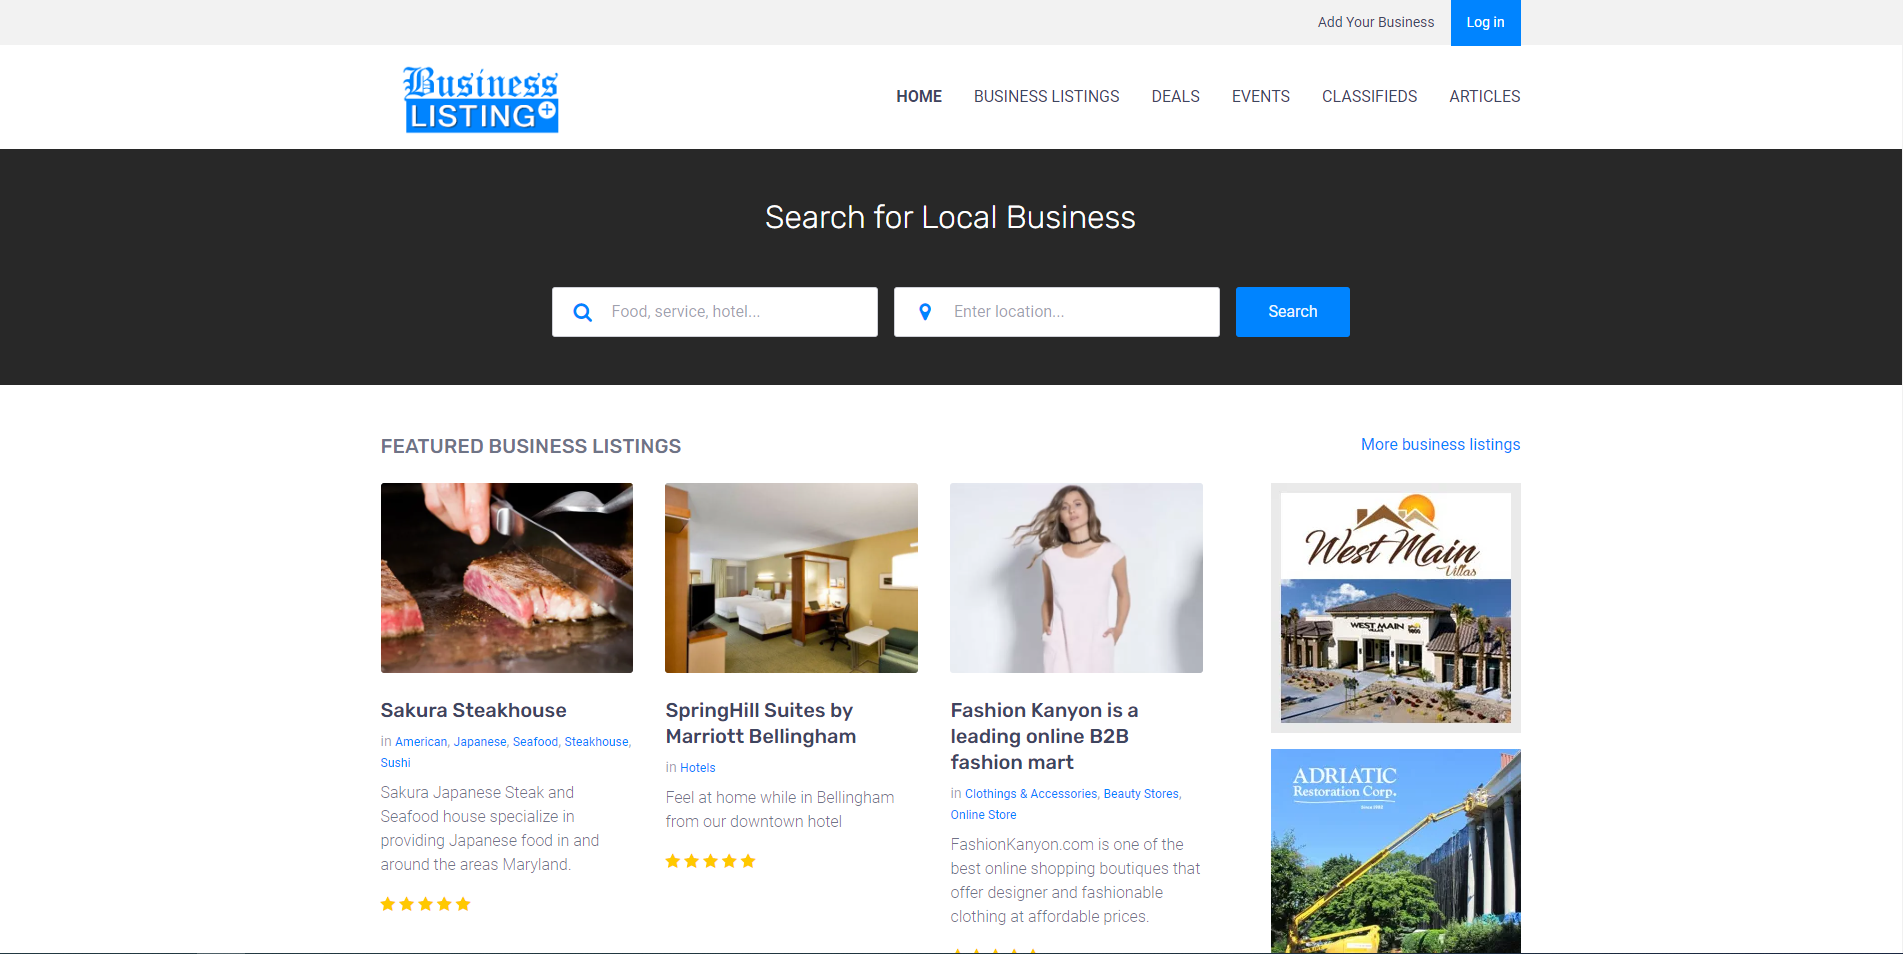 Add Your Business
Log in
Business
LISTING
HOME
BUSINESS LISTINGS
DEALS
EVENTS
CLASSIFIEDS
ARTICLES
Search for Local Business
Food, service, hotel...
Enter location...
Search
FEATURED BUSINESS LISTINGS
More business listings
Sakura Steakhouse
in American, Japanese, Seafood, Steakhouse,
Sushi
Sakura Japanese Steak and
Seafood house specialize in
providing Japanese food in and
around the areas Maryland.
SpringHill Suites by
Marriott Bellingham
in Hotels
Feel at home while in Bellingham
from our downtown hotel
Fashion Kanyon is a
leading online B2B
fashion mart
in Clothings & Accessories, Beauty Stores,
Online Store
FashionKanyon.com is one of the
best online shopping boutiques that
offer designer and fashionable
clothing at affordable prices.
West Main
Villas
WEST MAIN
VILLAS
ADRIATIC
Restoration Corp.